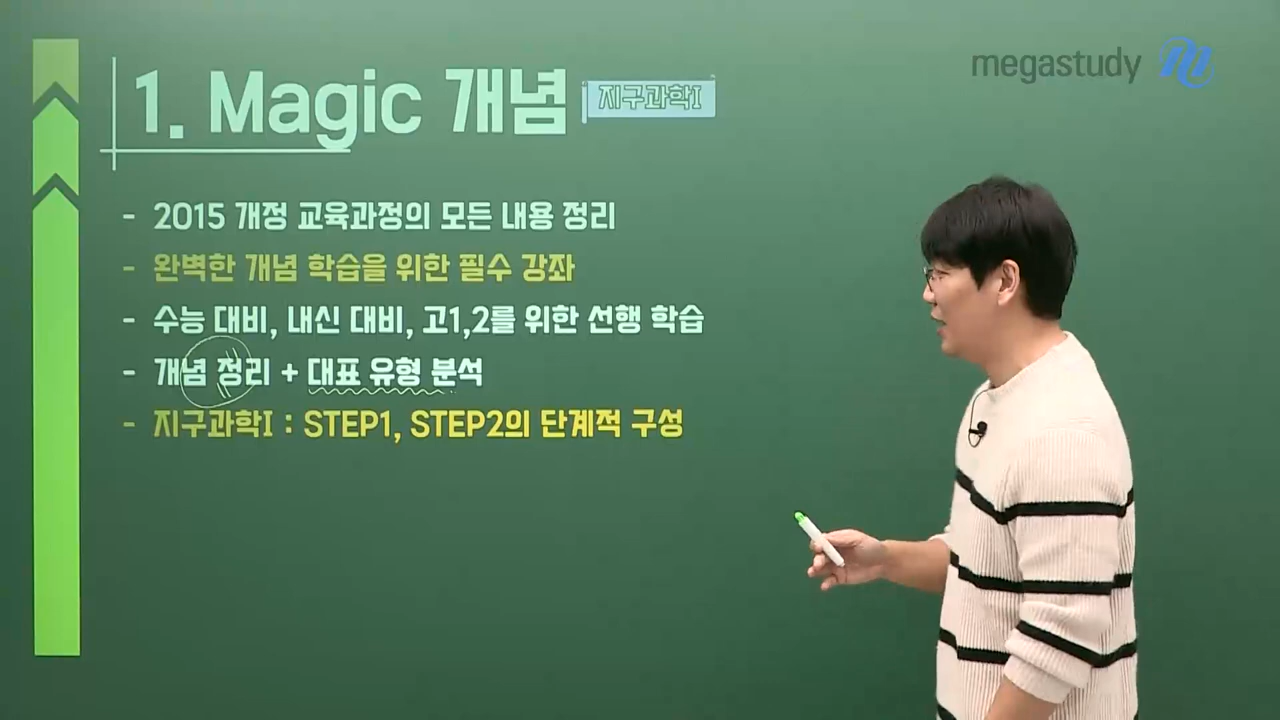 megastudy
1. Magic 개념 지구과학I
- 2015 개정 교육과정의 모든 내용 정리
- 완벽한 개념 학습을 위한 필수 강좌
- 수능 대비, 내신 대비, 고1,2를 위한 선행 학습
- 개념 정리 + 대표 유형 분석
- 지구과학I : STEP1, STEP2의 단계적 구성